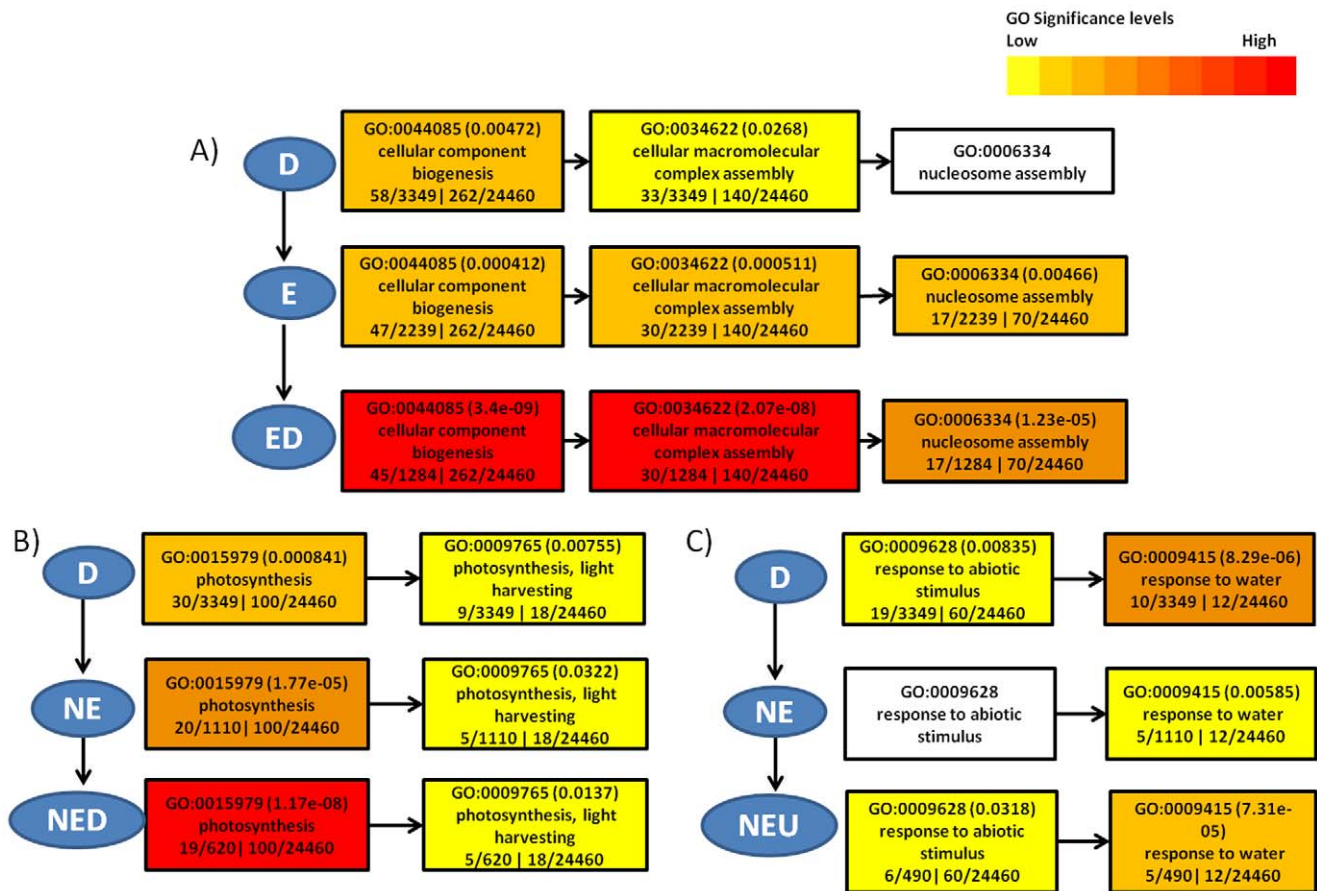 GO Significance levels
Low High
A)
D
GO:0044085 (0.00472)
cellular component
biogenesis
58/3349| 262/24460
GO:0034622 (0.0268)
cellular macromolecular
complex assembly
33/3349 | 140/24460
GO:0006334
nucleosome assembly
E
GO:0044085 (0.000412)
cellular component
biogenesis
47/2239| 262/24460
GO:0034622 (0.000511)
cellular macromolecular
complex assembly
30/2239 | 140/24460
GO:0006334 (0.00466)
nucleosome assembly
17/2239 | 70/24460
ED
GO:0044085 (3.4e-09)
cellular component
biogenesis
45/1284 | 262/24460
GO:0034622 (2.07e-08)
cellular macromolecular
complex assembly
30/1284 | 140/24460
GO:0006334 (1.23e-05)
nucleosome assembly
17/1284 | 70/24460
B)
D
GO:0015979 (0.000841)
photosynthesis
30/3349| 100/24460
GO:0009765 (0.00755)
photosynthesis, light
harvesting
9/3349 | 18/24460
NE
GO:0015979 (1.77e-05)
photosynthesis
20/1110| 100/24460
GO:0009765 (0.0322)
photosynthesis, light
harvesting
5/1110 | 18/24460
NED
GO:0015979 (1.17e-08)
photosynthesis
19/620| 100/24460
GO:0009765 (0.0137)
photosynthesis, light
harvesting
5/620 | 18/24460
C)
D
GO:0009628 (0.00835)
response to abiotic
stimulus
19/3349| 60/24460
GO:0009415 (8.29e-06)
response to water
10/3349 | 12/24460
NE
GO:0009628
response to abiotic
stimulus
GO:0009415 (0.00585)
response to water
5/1110 | 12/24460
NEU
GO:0009628 (0.0318)
response to abiotic
stimulus
6/490 | 60/24460
GO:0009415 (7.31e-
05)
response to water
5/490 | 12/24460